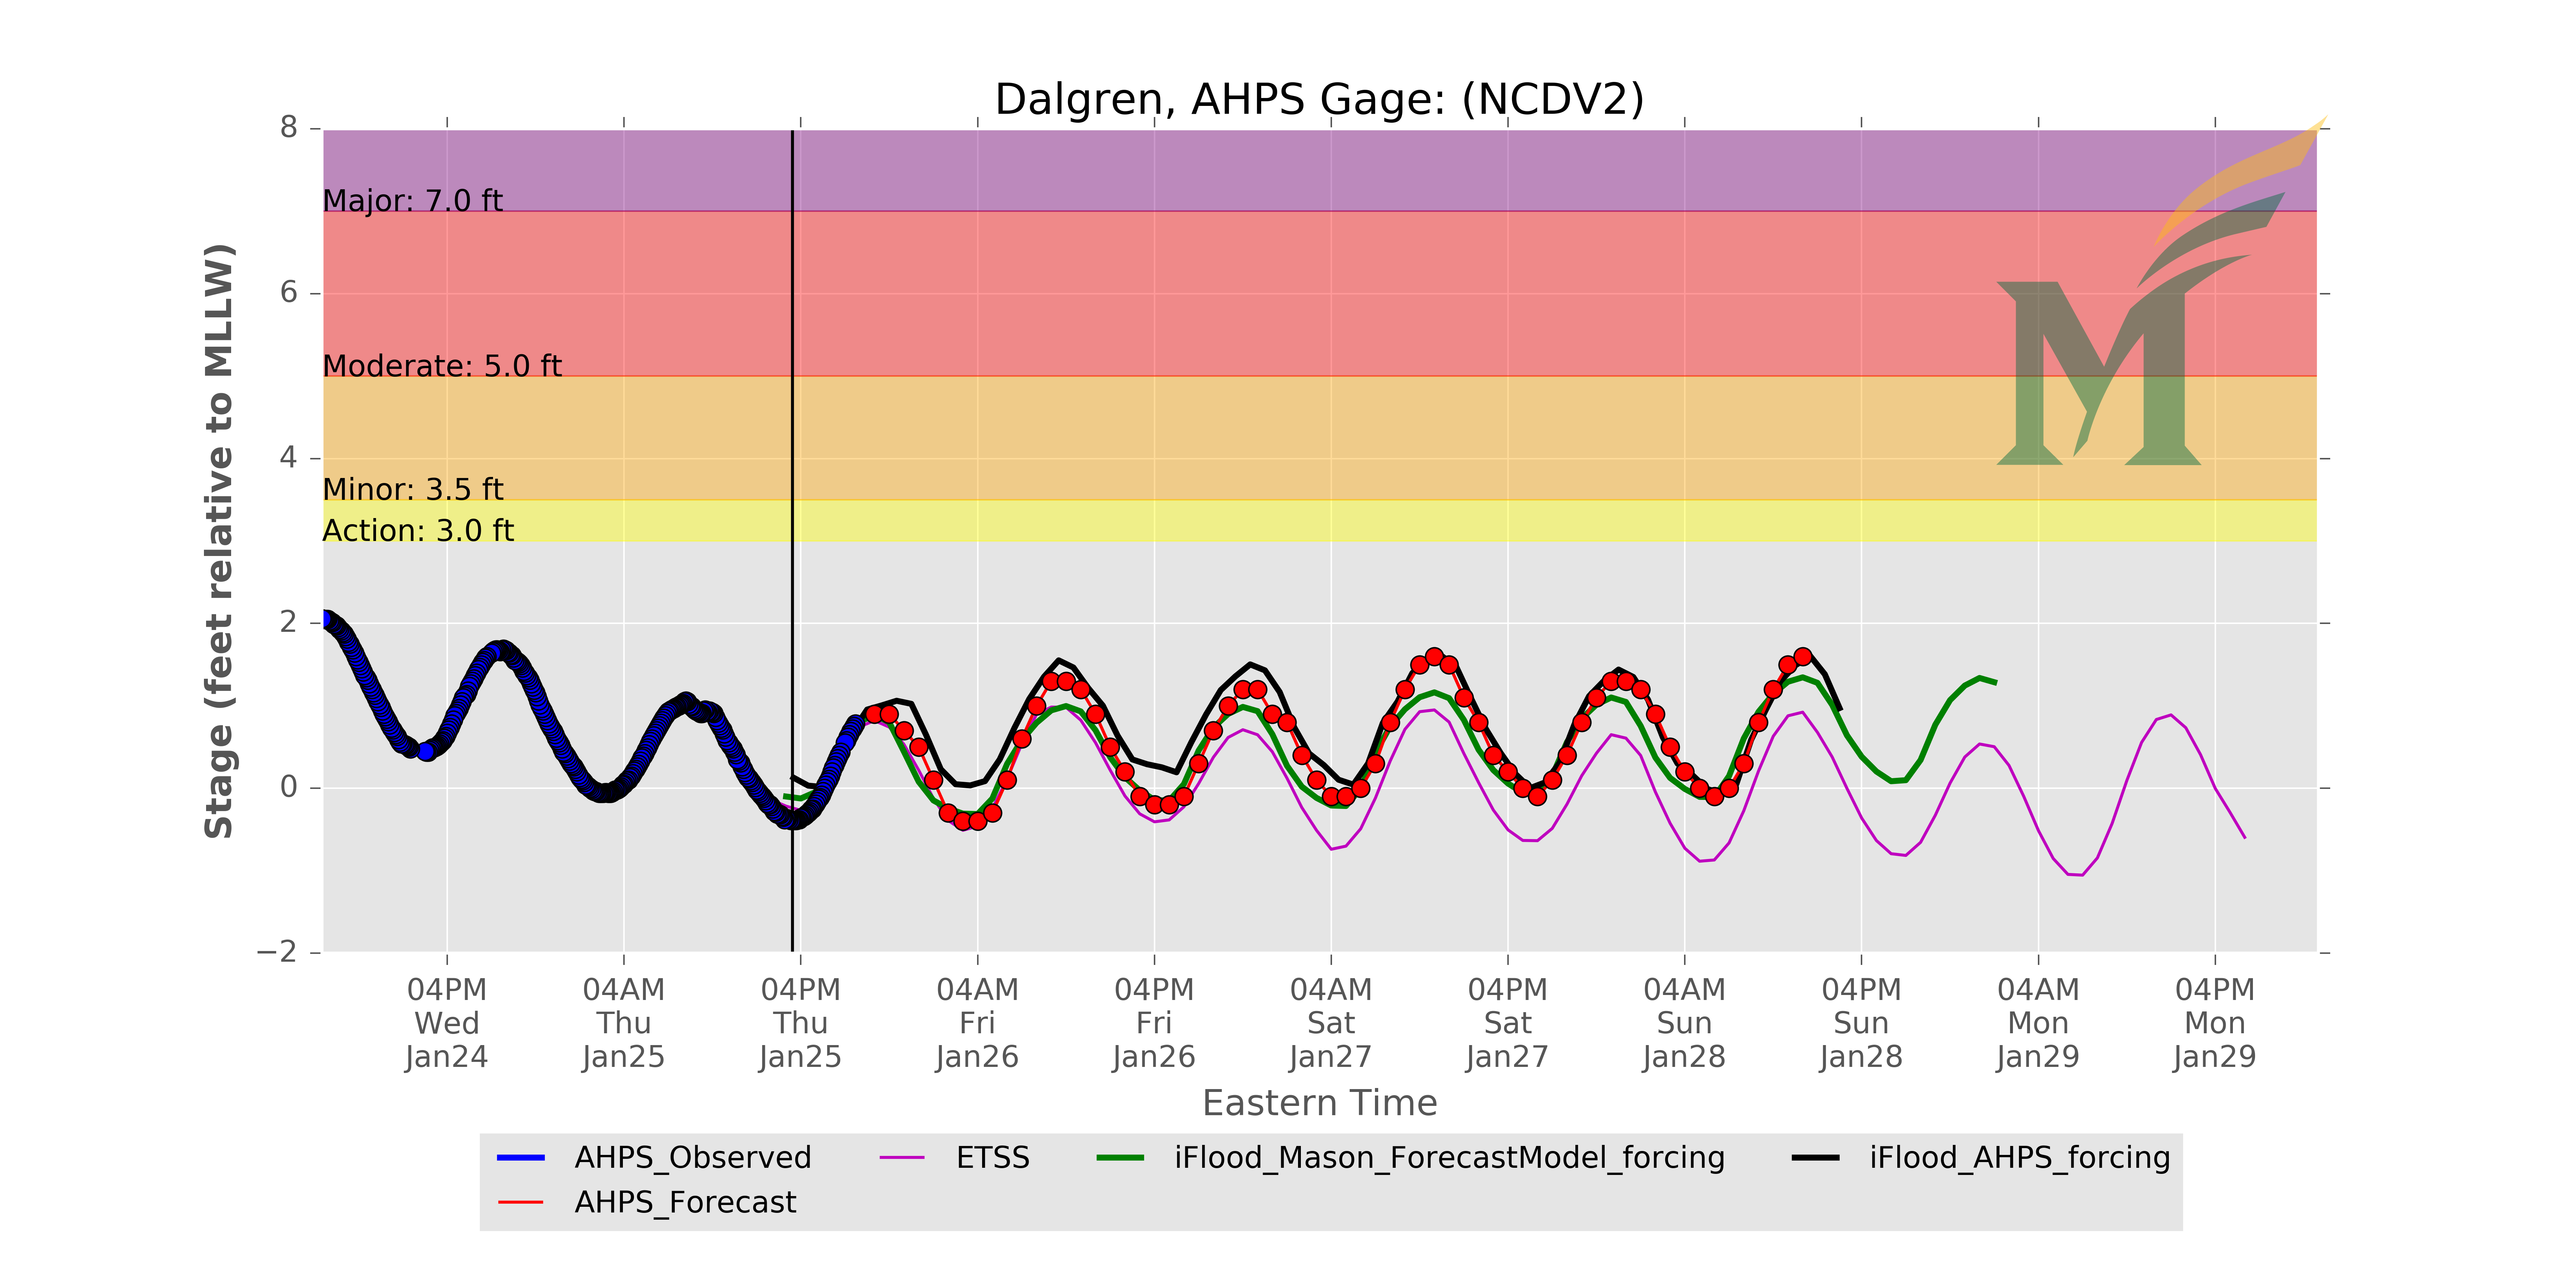 Dalgren, AHPS Gage: (NCDV2)
8
6
4
2
0
−2
Stage (feet relative to MLLW)
Major: 7.0 ft
Moderate: 5.0 ft
Minor: 3.5 ft
Action: 3.0 ft
M
04PM 04AM 04PM 04AM 04PM 04AM 04PM 04AM 04PM 04AM 04PM
Wed Thu Thu Fri Fri Sat Sat Sun Sun Mon Mon
Jan24 Jan25 Jan25 Jan26 Jan26 Jan27 Jan27 Jan28 Jan28 Jan29 Jan29
Eastern Time
AHPS_Observed ETSS iFlood_Mason_ForecastModel_forcing iFlood_AHPS_forcing
AHPS_Forecast